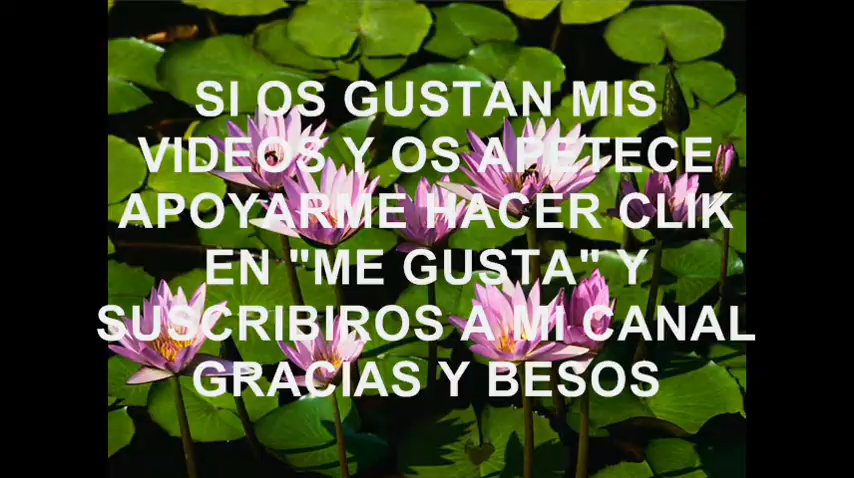 SI OS GUSTAN MIS
VIDEOS Y OS APETECE
APOYARME HACER CLIK
EN "ME GUSTA" Y
SUSCRIBIROS A MI CANAL
GRACIAS Y BESOS